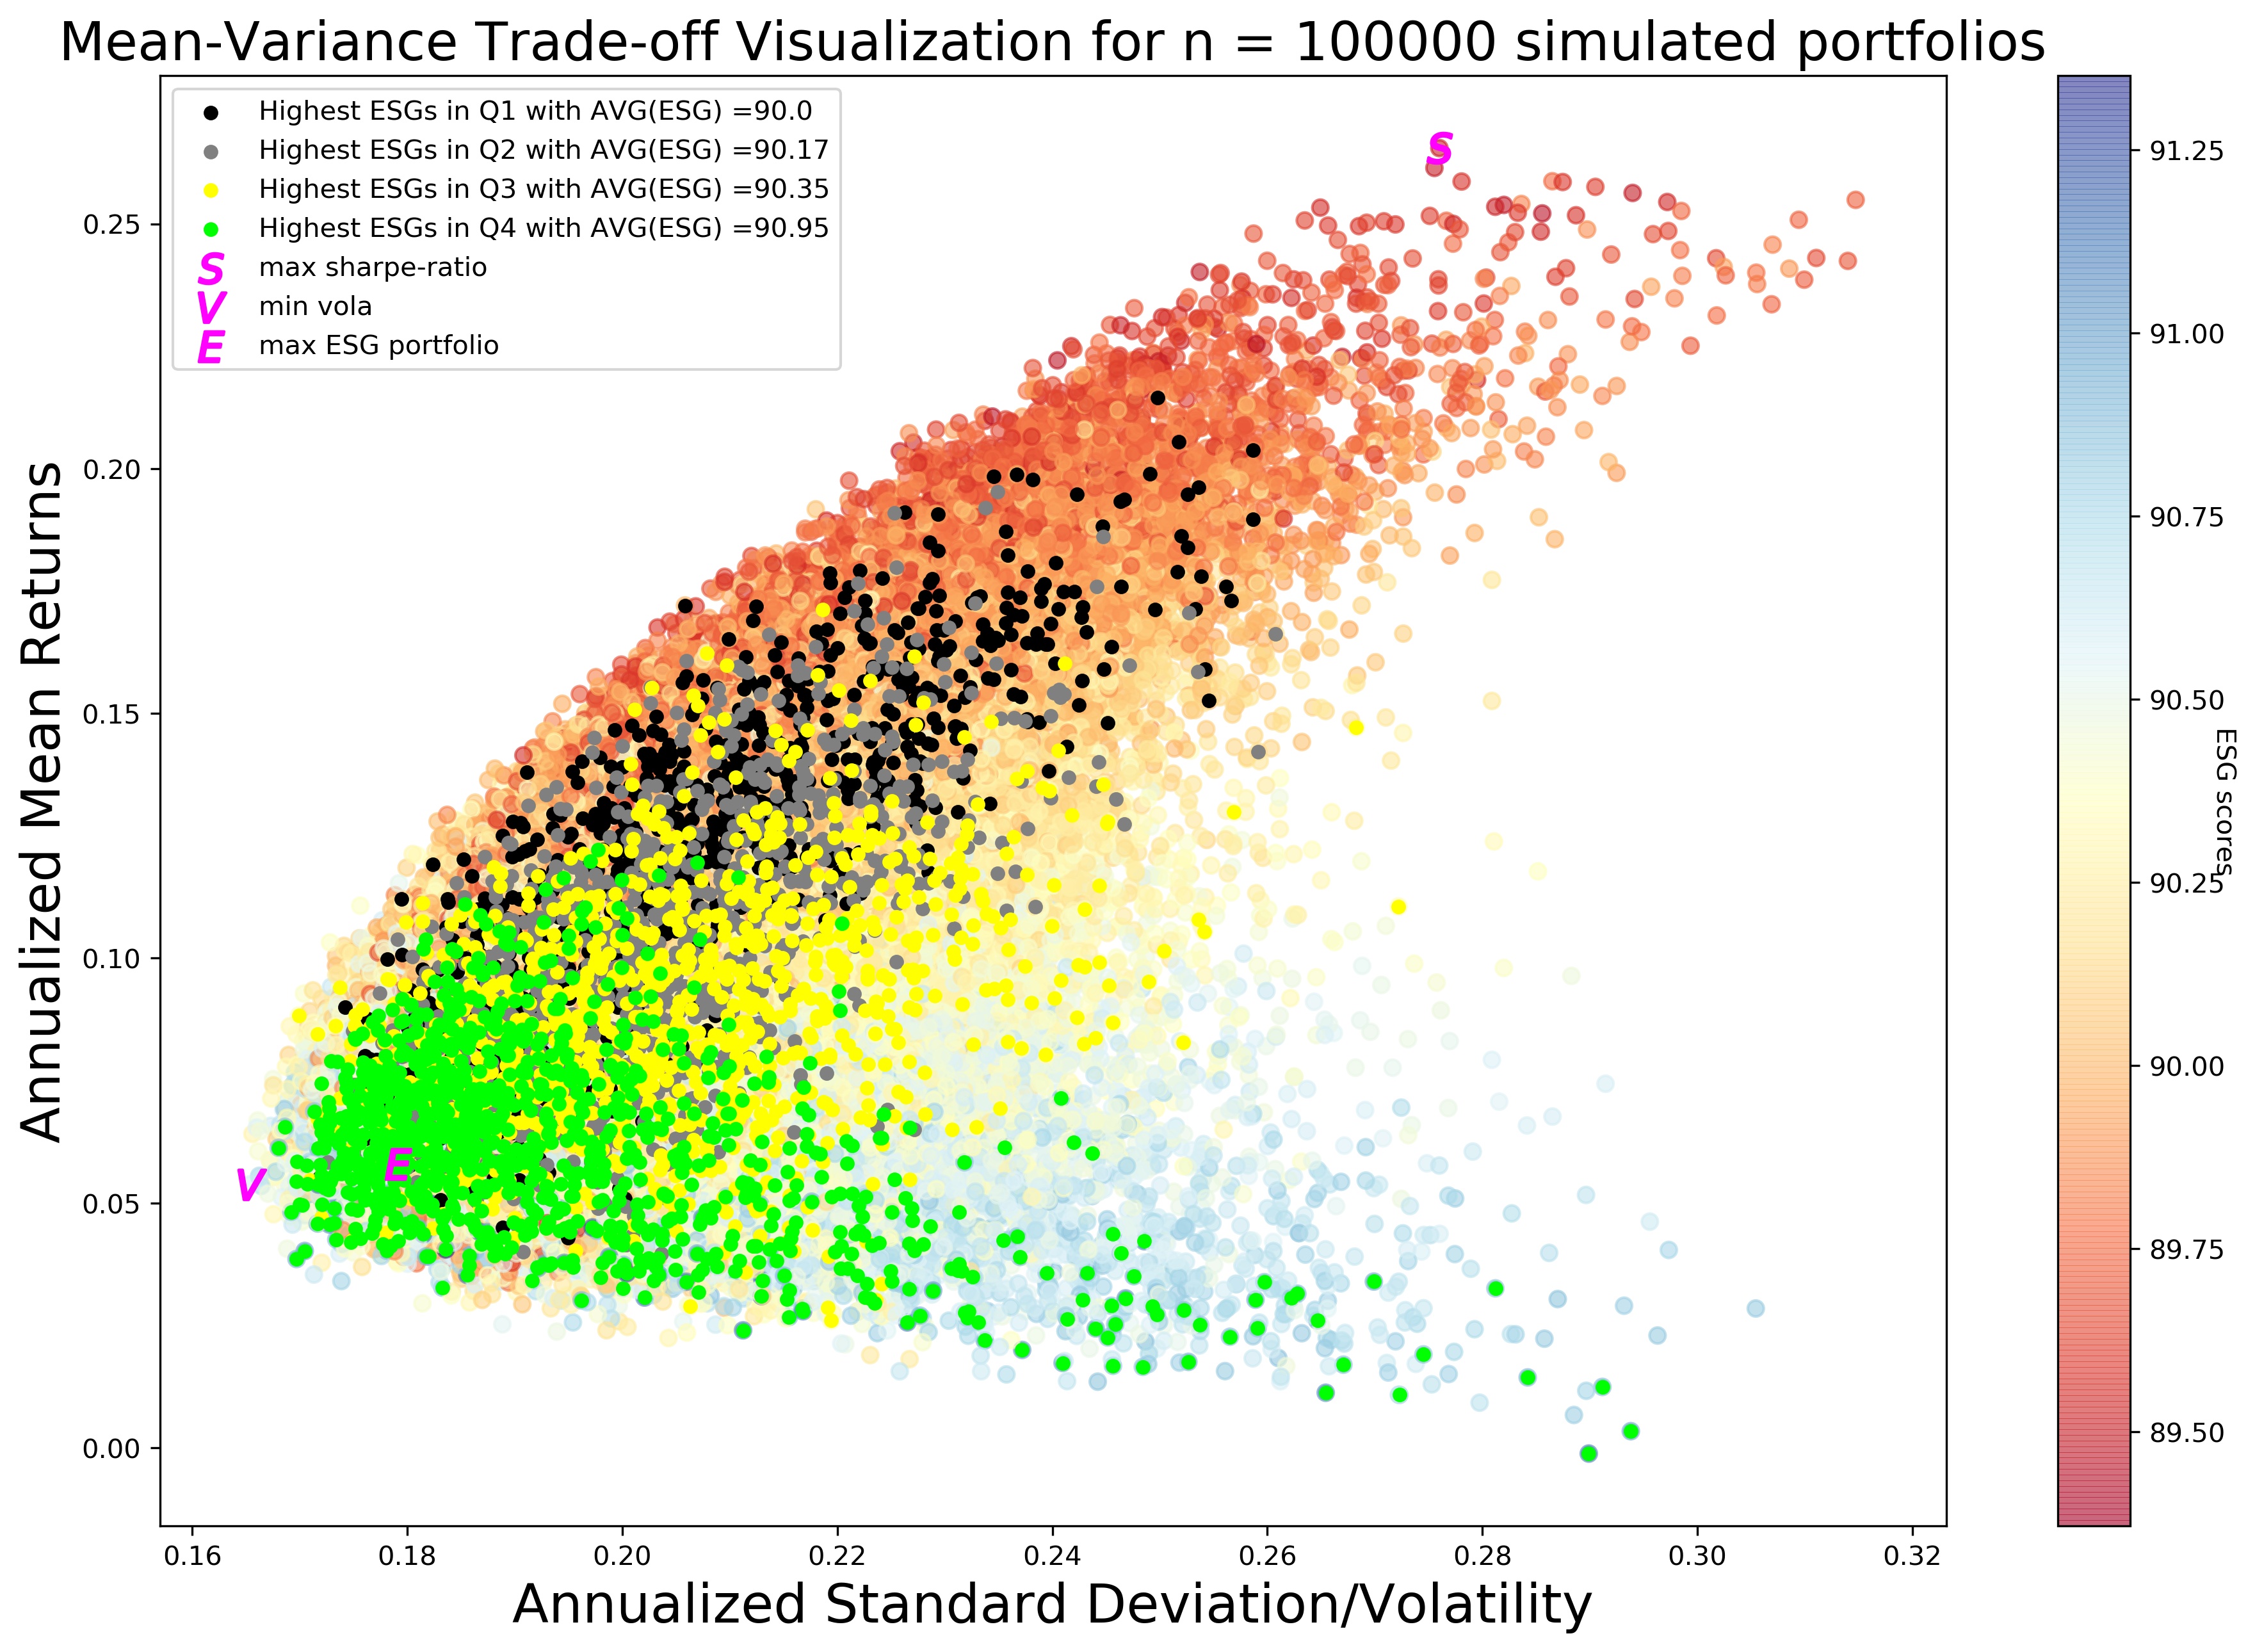 Mean-Variance Trade-off Visualization for n = 100000 simulated portfolios
Highest ESGs in Q1 with AVG(ESG) =90.0
Highest ESGs in Q2 with AVG(ESG) =90.17
Highest ESGs in Q3 with AVG(ESG) =90.35
Highest ESGs in Q4 with AVG(ESG) =90.95
S max sharpe-ratio
V min vola
E max ESG portfolio
S
V
E
Annualized Mean Returns
0.25
0.20
0.15
0.10
0.05
0.00
0.16 0.18 0.20 0.22 0.24 0.26 0.28 0.30 0.32
Annualized Standard Deviation/Volatility
91.25
91.00
90.75
90.50
90.25
90.00
89.75
89.50
ESG scores